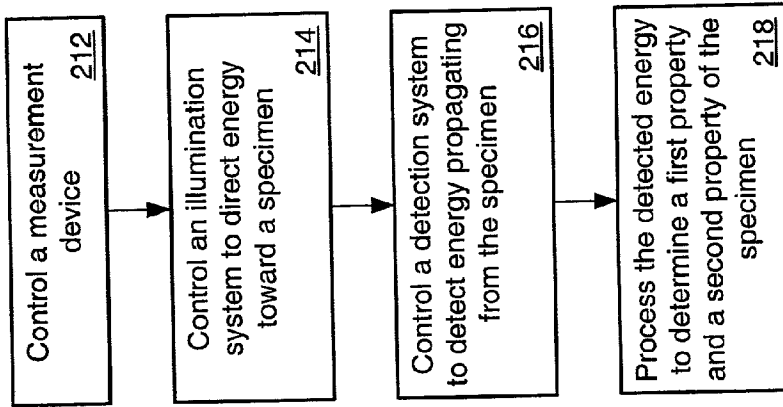 Control a measurement
device
212
Control an illumination
system to direct energy
toward a specimen
214
Control a detection system
to detect energy propagating
from the specimen
216
Process the detected energy
to determine a first property
and a second property of the
specimen
218